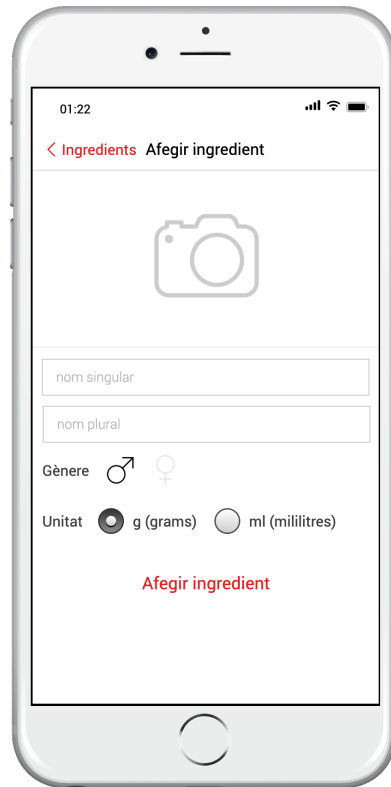 01:22
Ingredients Afegir ingredient
nom singular
nom plural
Gènere
Unitat g (grams) ml (mililitres)
Afegir ingredient